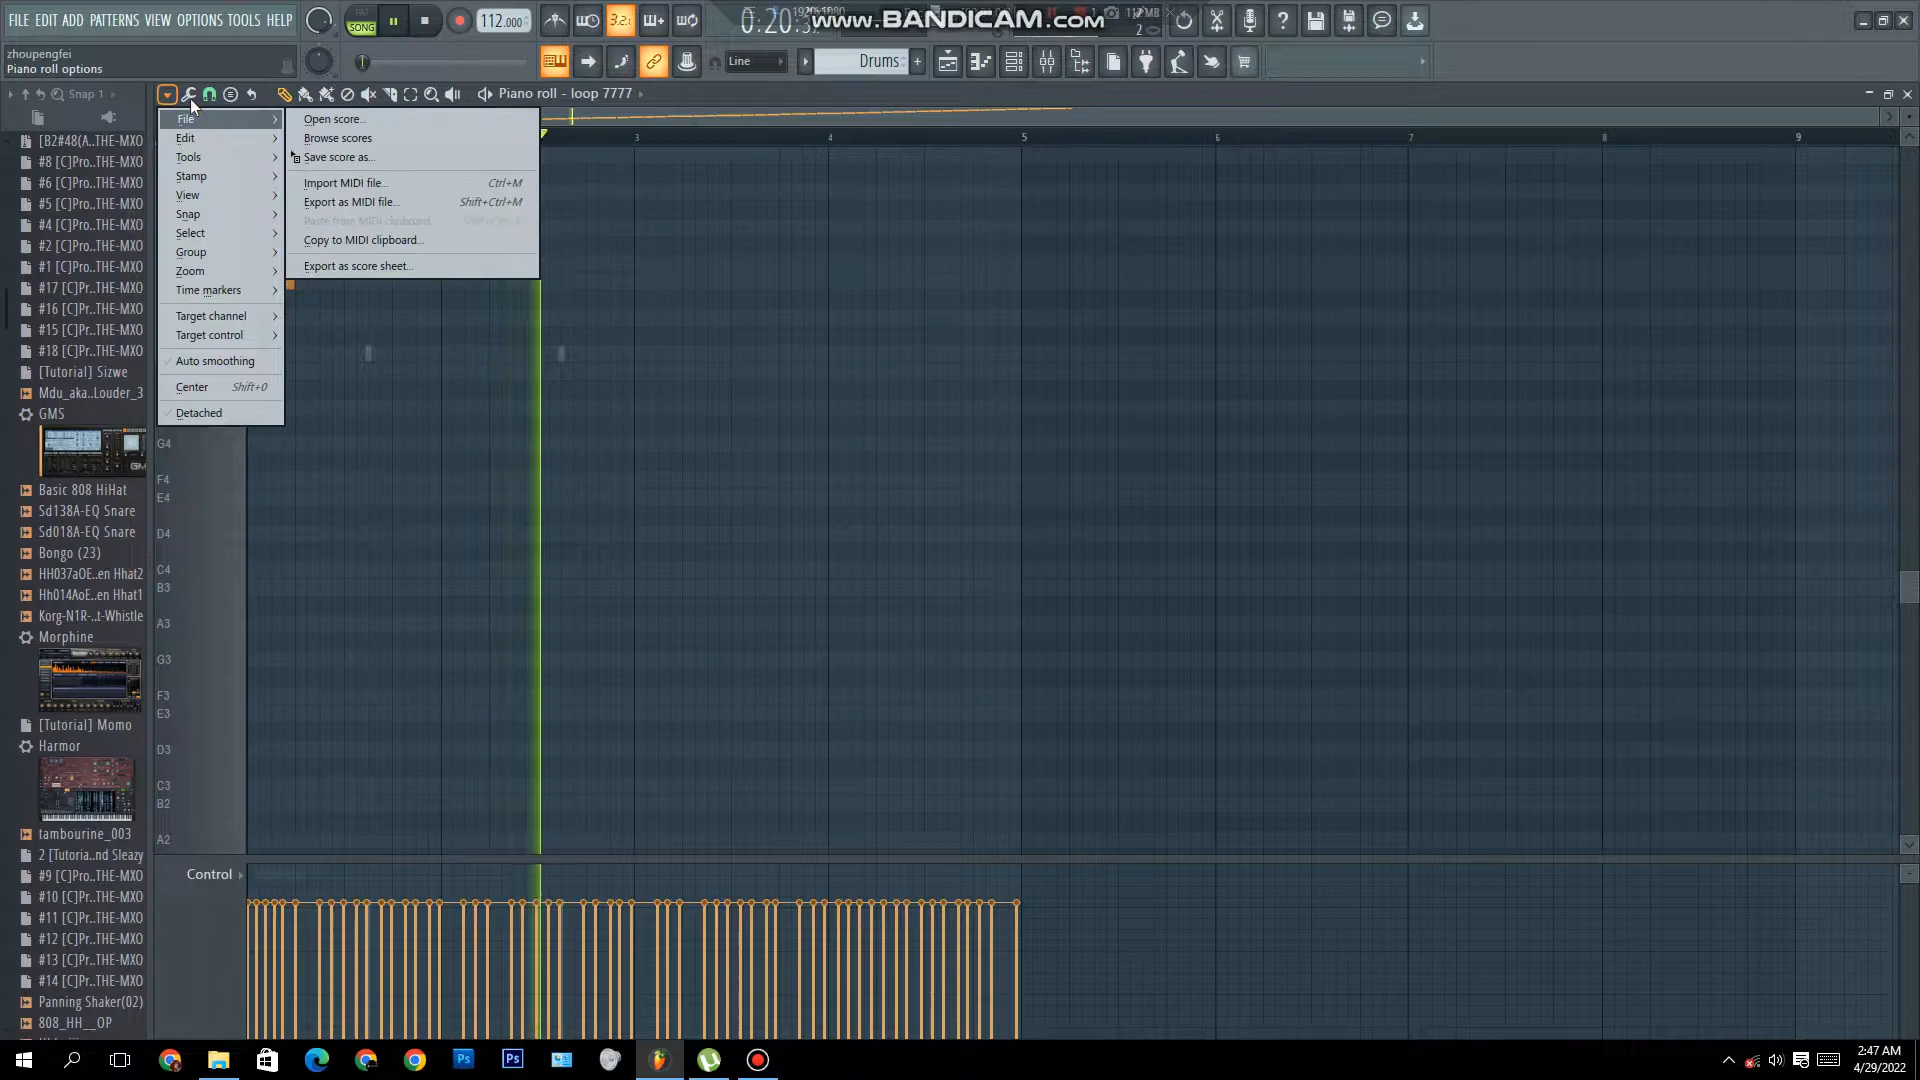 FILE EDIT ADD PATTERNS VIEW OPTIONS TOOLS HELP
PAT
SONG
112.000
3.2
www.BANDICAM.com
2
zhoupengfei
Piano roll options
Line
Drums
Snap 1
Piano roll - loop 7777
[B2#48(A..THE-MXO
#8 [C]Pro..THE-MXO
#6 [C]Pro..THE-MXO
#5 [C]Pro..THE-MXO
#4 [C]Pro..THE-MXO
#2 [C]Pro..THE-MXO
#1 [C]Pro..THE-MXO
#17 [C]Pr..THE-MXO
#16 [C]Pr..THE-MXO
#15 [C]Pr..THE-MXO
#18 [C]Pr..THE-MXO
[Tutorial] Sizwe
Mdu_aka..Louder_3
GMS
Basic 808 HiHat
Sd138A-EQ Snare
Sd018A-EQ Snare
Bongo (23)
HH037aOE..en Hhat2
Hh014AoE..en Hhat1
Korg-N1R-..t-Whistle
Morphine
[Tutorial] Momo
Harmor
tambourine_003
2 [Tutoria..nd Sleazy
#9 [C]Pro..THE-MXO
#10 [C]Pr..THE-MXO
#11 [C]Pr..THE-MXO
#12 [C]Pr..THE-MXO
#13 [C]Pr..THE-MXO
#14 [C]Pr..THE-MXO
Panning Shaker(02)
808_HH__OP
File
Edit
Tools
Stamp
View
Snap
Select
Group
Zoom
Time markers
Target channel
Target control
Auto smoothing
Center Shift+0
Detached
Open score...
Browse scores
Save score as...
Import MIDI file... Ctrl+M
Export as MIDI file... Shift+Ctrl+M
Paste from MIDI clipboard
Copy to MIDI clipboard...
Export as score sheet...
3 4 5 6 7 8 9
G4
F4
E4
D4
C4
B3
A3
G3
F3
E3
D3
C3
B2
A2
Control
Ps
Ps
2:47 AM
4/29/2022